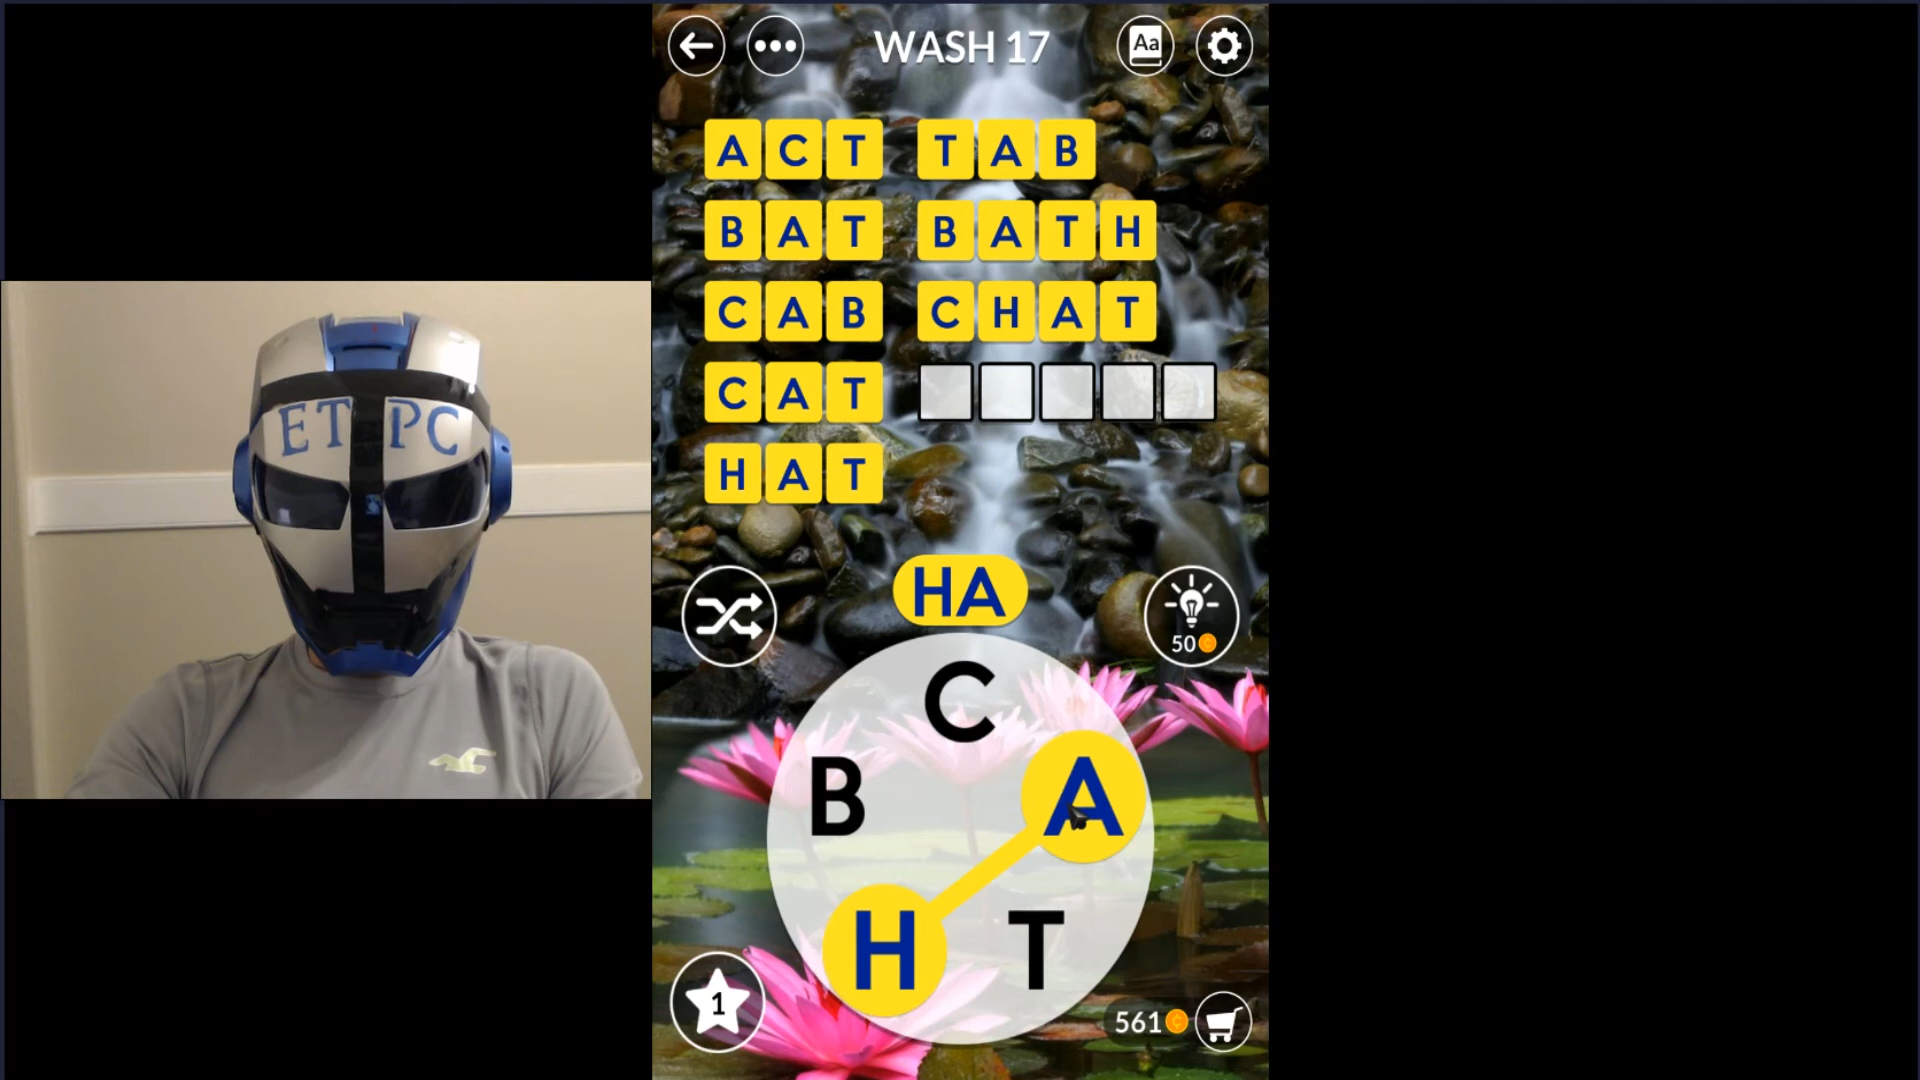 WASH 17
Aa
ACT TAB
BAT BATH
CAB CHAT
CAT
HAT
ET PC
HA
50
C
B A
H T
1
561